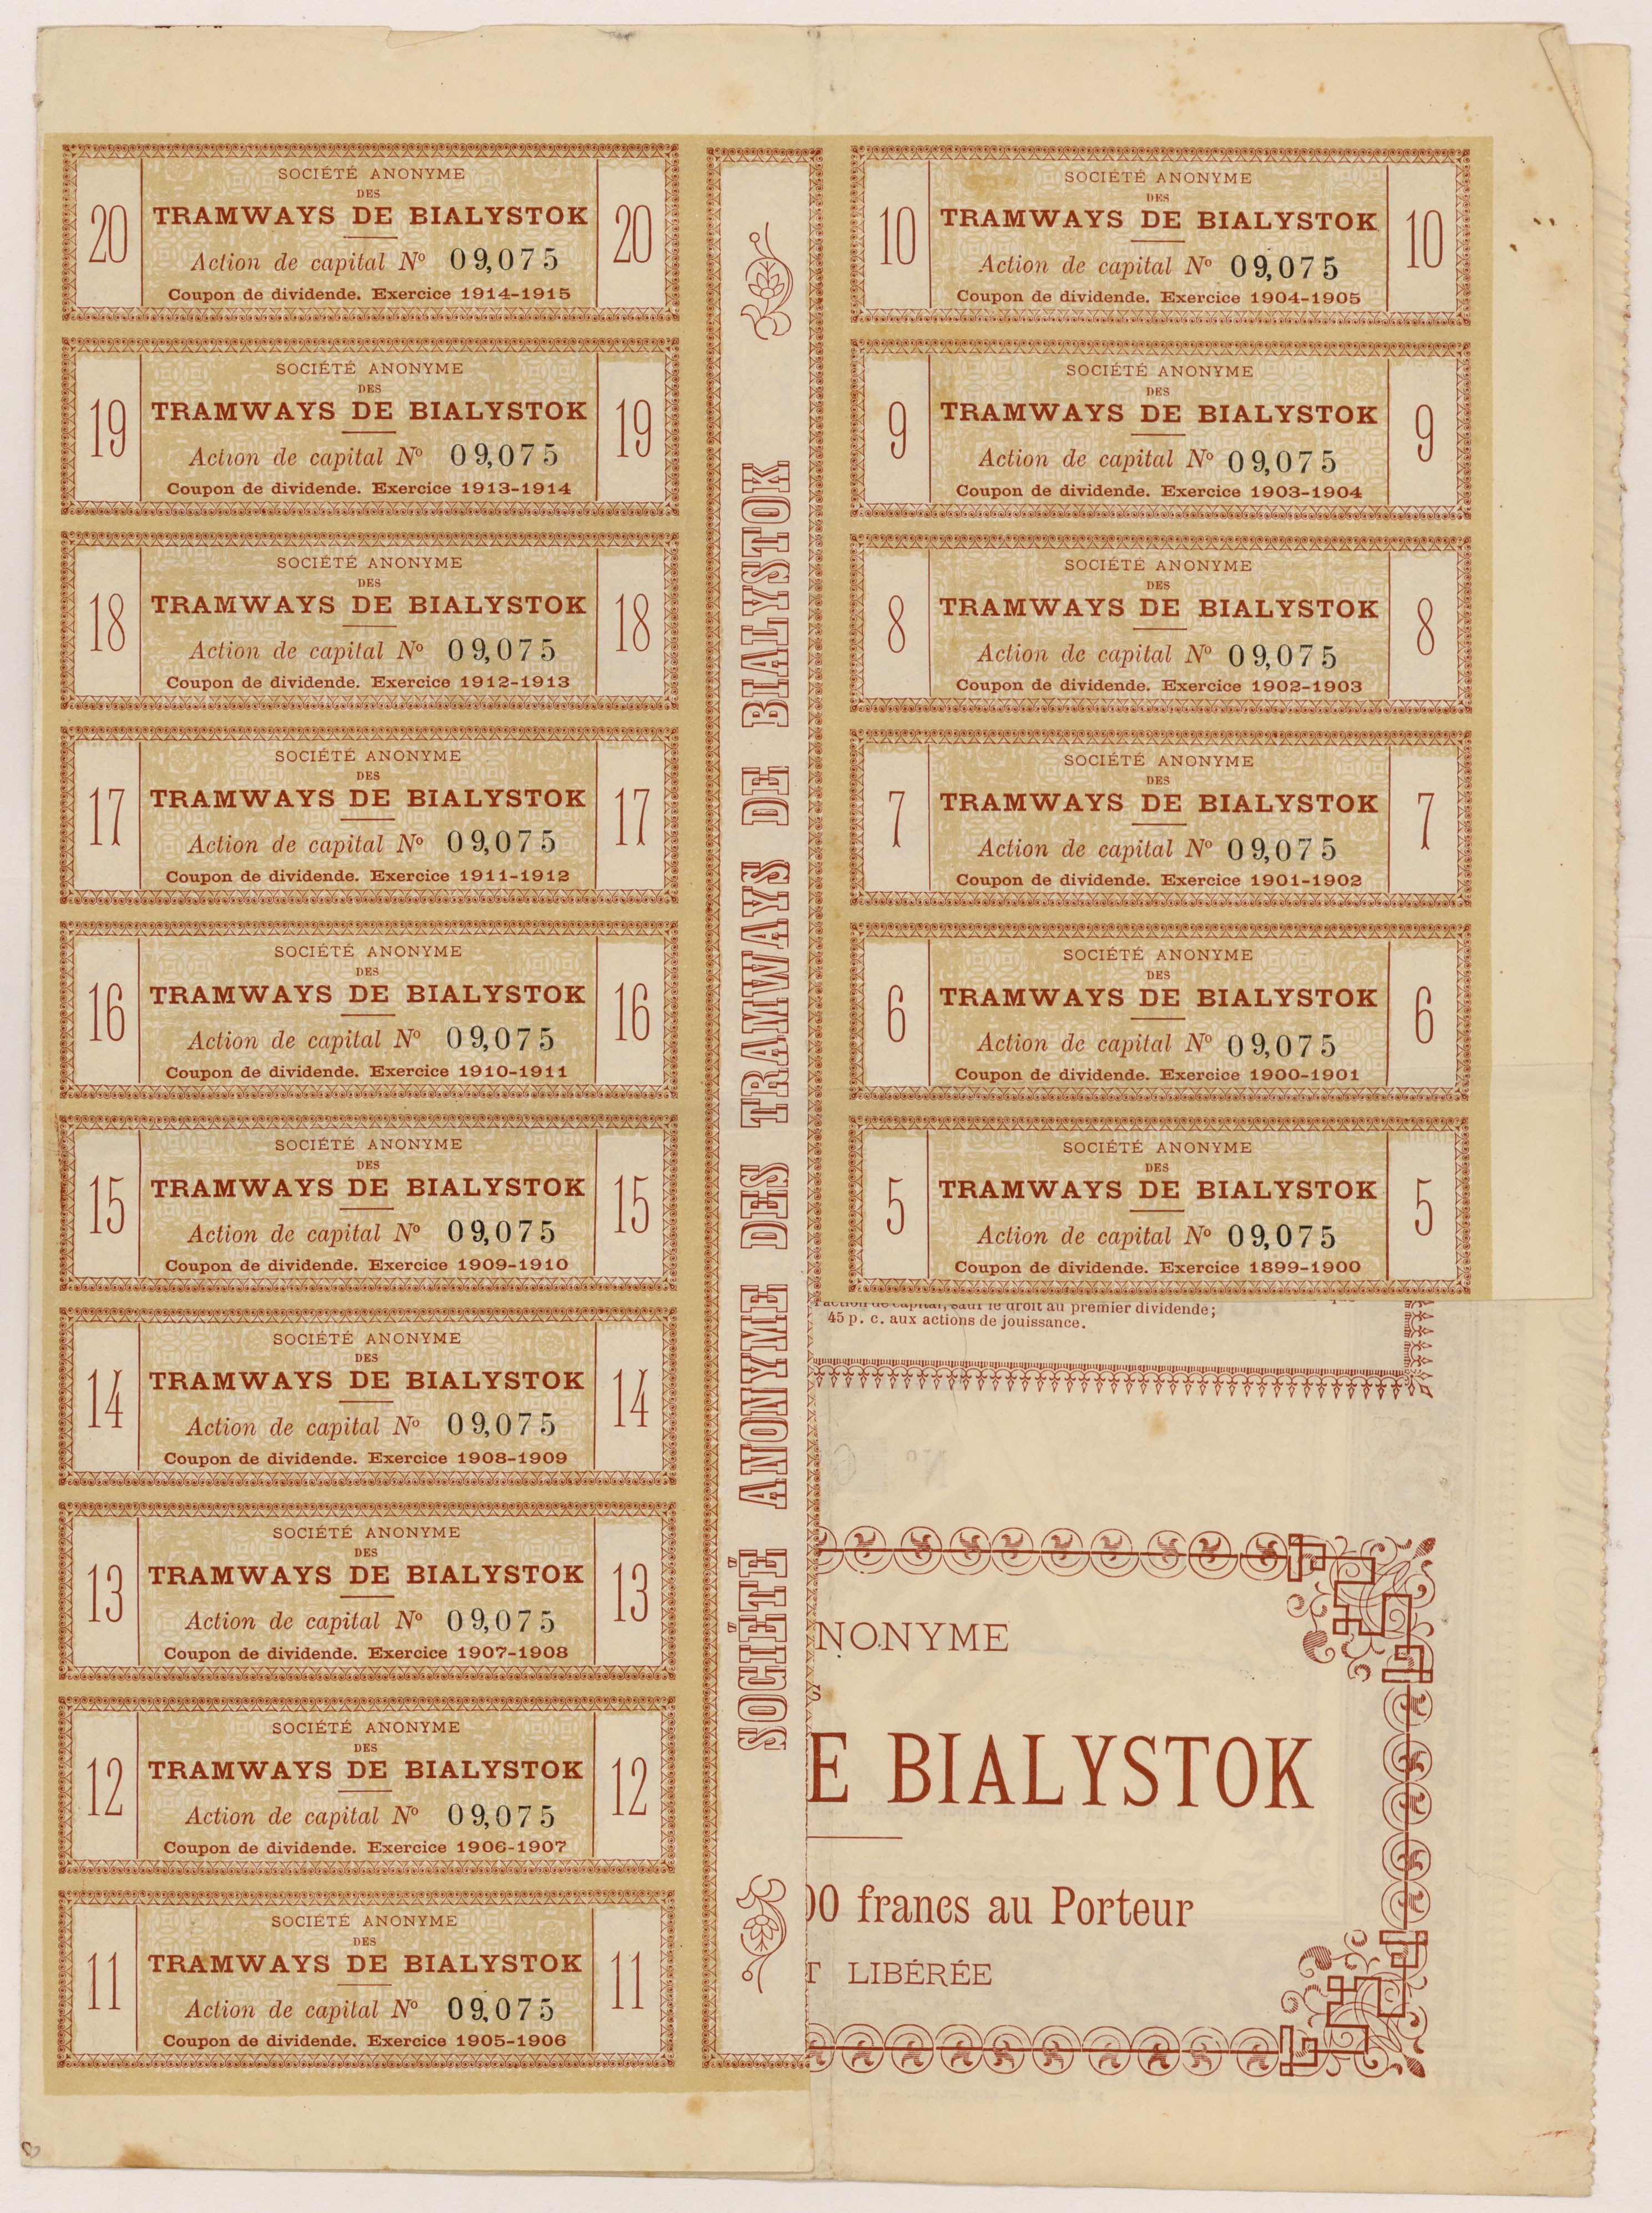 20
SOCIÉTÉ ANONYME
DES
TRAMWAYS DE BIALYSTOK
Action de capital Nº 09,075
Coupon de dividende. Exercice 1914-1915
20
19
SOCIÉTÉ ANONYME
DES
TRAMWAYS DE BIALYSTOK
Action de capital Nº 09,075
Coupon de dividende. Exercice 1913-1914
19
18
SOCIÉTÉ ANONYME
DES
TRAMWAYS DE BIALYSTOK
Action de capital Nº 09,075
Coupon de dividende. Exercice 1912-1913
18
17
SOCIÉTÉ ANONYME
DES
TRAMWAYS DE BIALYSTOK
Action de capital Nº 09,075
Coupon de dividende. Exercice 1911-1912
17
16
SOCIÉTÉ ANONYME
DES
TRAMWAYS DE BIALYSTOK
Action de capital Nº 09,075
Coupon de dividende. Exercice 1910-1911
16
15
SOCIÉTÉ ANONYME
DES
TRAMWAYS DE BIALYSTOK
Action de capital Nº 09,075
Coupon de dividende. Exercice 1909-1910
15
14
SOCIÉTÉ ANONYME
DES
TRAMWAYS DE BIALYSTOK
Action de capital Nº 09,075
Coupon de dividende. Exercice 1908-1909
14
13
SOCIÉTÉ ANONYME
DES
TRAMWAYS DE BIALYSTOK
Action de capital Nº 09,075
Coupon de dividende. Exercice 1907-1908
13
12
SOCIÉTÉ ANONYME
DES
TRAMWAYS DE BIALYSTOK
Action de capital Nº 09,075
Coupon de dividende. Exercice 1906-1907
12
11
SOCIÉTÉ ANONYME
DES
TRAMWAYS DE BIALYSTOK
Action de capital Nº 09,075
Coupon de dividende. Exercice 1905-1906
11
SOCIÉTÉ ANONYME DES TRAMWAYS DE BIALYSTOK
10
SOCIÉTÉ ANONYME
DES
TRAMWAYS DE BIALYSTOK
Action de capital Nº 09,075
Coupon de dividende. Exercice 1904-1905
10
9
SOCIÉTÉ ANONYME
DES
TRAMWAYS DE BIALYSTOK
Action de capital Nº 09,075
Coupon de dividende. Exercice 1903-1904
9
8
SOCIÉTÉ ANONYME
DES
TRAMWAYS DE BIALYSTOK
Action de capital Nº 09,075
Coupon de dividende. Exercice 1902-1903
8
7
SOCIÉTÉ ANONYME
DES
TRAMWAYS DE BIALYSTOK
Action de capital Nº 09,075
Coupon de dividende. Exercice 1901-1902
7
6
SOCIÉTÉ ANONYME
DES
TRAMWAYS DE BIALYSTOK
Action de capital Nº 09,075
Coupon de dividende. Exercice 1900-1901
6
5
SOCIÉTÉ ANONYME
DES
TRAMWAYS DE BIALYSTOK
Action de capital Nº 09,075
Coupon de dividende. Exercice 1899-1900
5
l'action de capital, sauf le droit au premier dividende;
45 p. c. aux actions de jouissance.
NONYME
S
E BIALYSTOK
00 francs au Porteur
T LIBÉRÉE